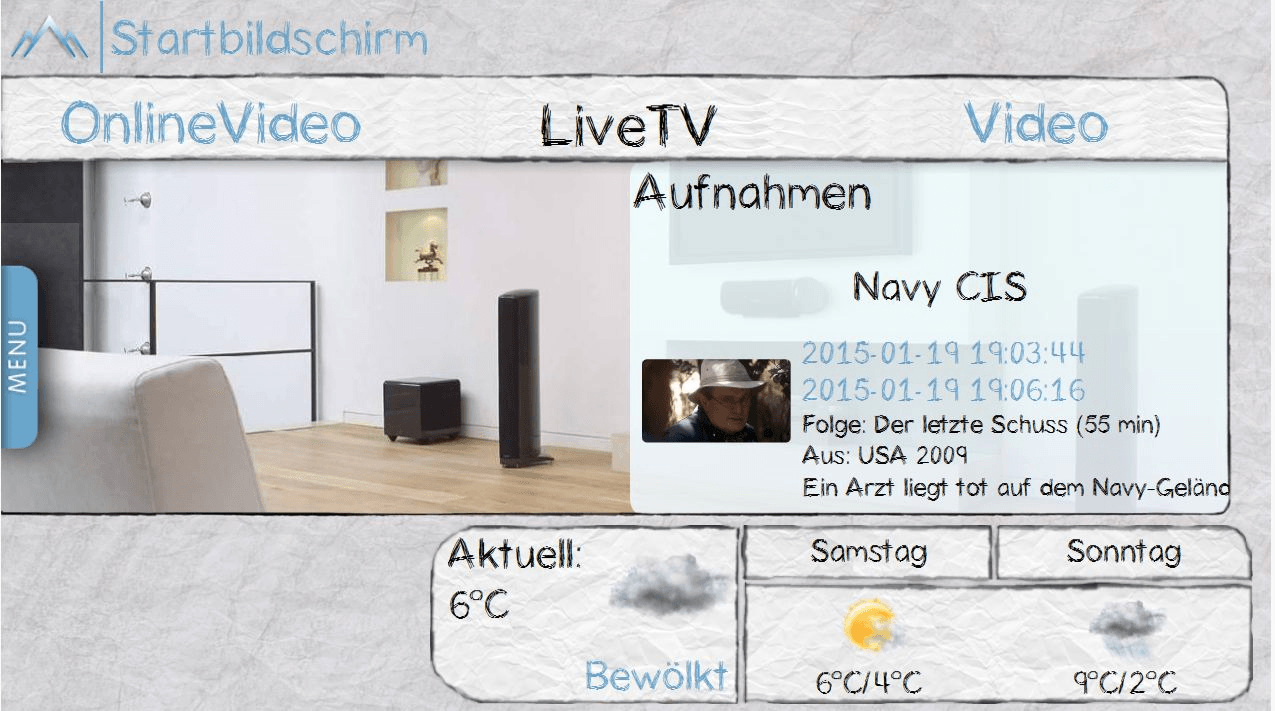 Startbildschirm
OnlineVideo LiveTV Video
Aufnahmen
Navy CIS
2015-01-19 19:03:44
2015-01-19 19:06:16
Folge: Der letzte Schuss (55 min)
Aus: USA 2009
Ein Arzt liegt tot auf dem Navy-Geländ
MENU
Aktuell:
6°C
Bewölkt
Samstag Sonntag
6°C/4°C 9°C/2°C